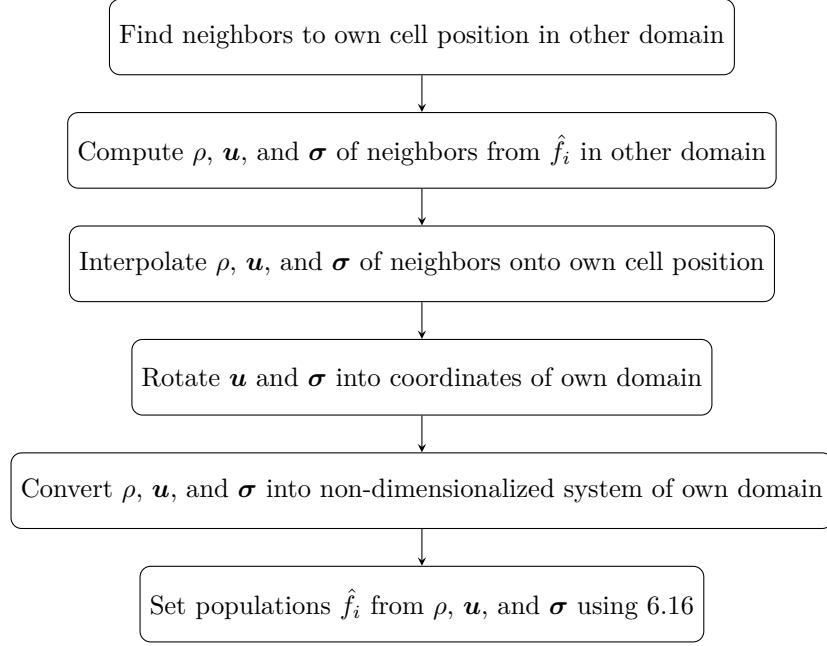 Find neighbors to own cell position in other domain
Compute ρ, 𝒖, and 𝝈 of neighbors from f̂ᵢ in other domain
Interpolate ρ, 𝒖, and 𝝈 of neighbors onto own cell position
Rotate 𝒖 and 𝝈 into coordinates of own domain
Convert ρ, 𝒖, and 𝝈 into non-dimensionalized system of own domain
Set populations f̂ᵢ from ρ, 𝒖, and 𝝈 using 6.16